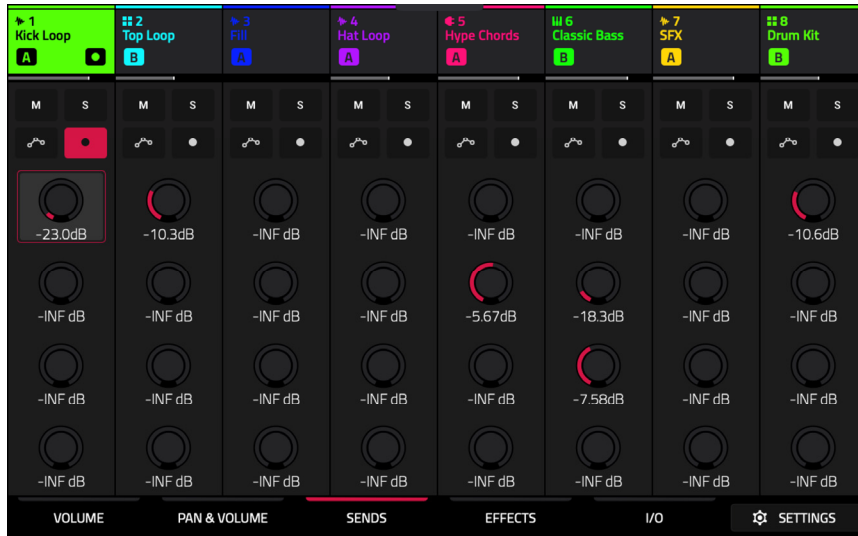 1 2 3 4 5 6 7 8
Kick Loop Top Loop Fill Hat Loop Hype Chords Classic Bass SFX Drum Kit
A B A A A B A B
M S M S M S M S M S M S M S M S
-23.0dB -10.3dB -INF dB -INF dB -INF dB -INF dB -INF dB -10.6dB
-INF dB -INF dB -INF dB -INF dB -5.67dB -18.3dB -INF dB -INF dB
-INF dB -INF dB -INF dB -INF dB -INF dB -7.58dB -INF dB -INF dB
-INF dB -INF dB -INF dB -INF dB -INF dB -INF dB -INF dB -INF dB
VOLUME PAN & VOLUME SENDS EFFECTS I/O SETTINGS